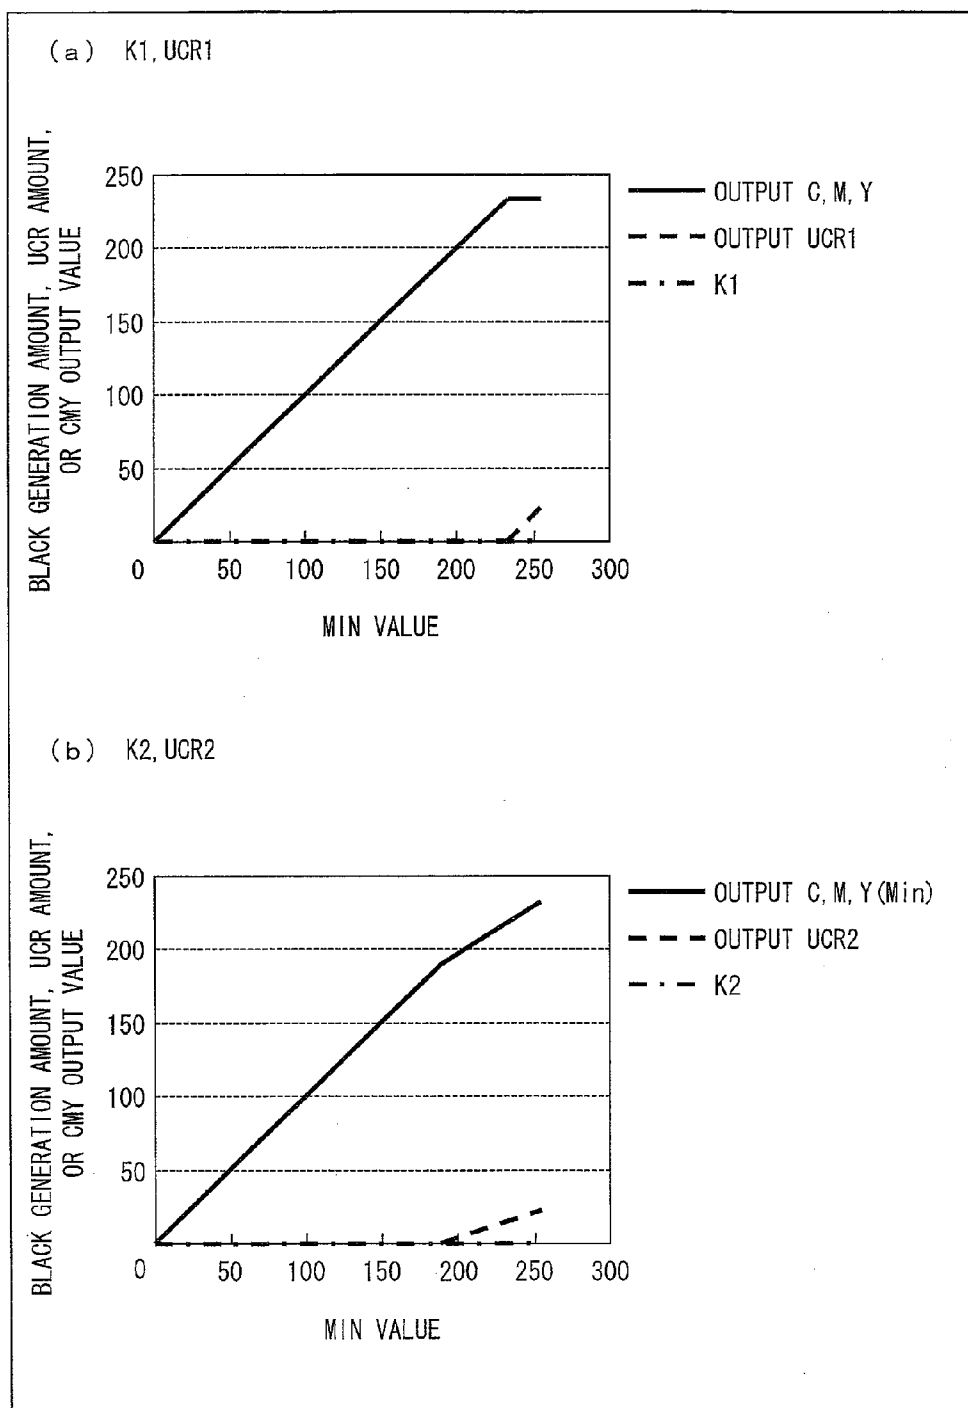 (a) K1, UCR1
BLACK GENERATION AMOUNT, UCR AMOUNT,
OR CMY OUTPUT VALUE
250
200
150
100
50
0 50 100 150 200 250 300
MIN VALUE
OUTPUT C, M, Y
OUTPUT UCR1
K1
(b) K2, UCR2
BLACK GENERATION AMOUNT, UCR AMOUNT,
OR CMY OUTPUT VALUE
250
200
150
100
50
0 50 100 150 200 250 300
MIN VALUE
OUTPUT C, M, Y(Min)
OUTPUT UCR2
K2